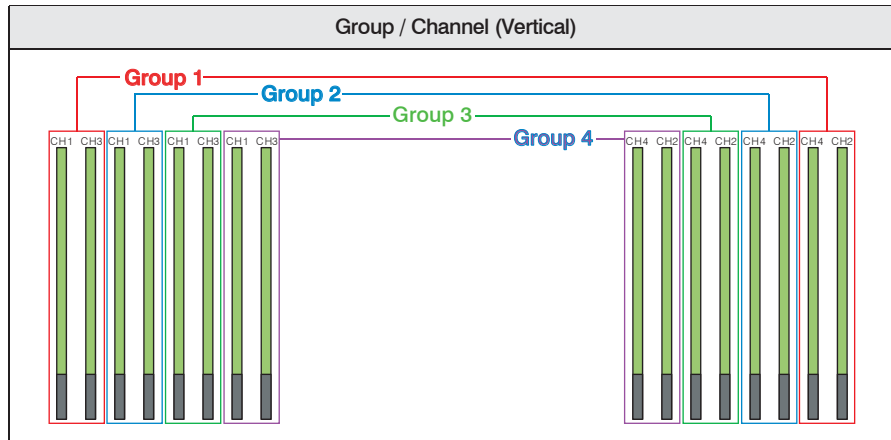 Group / Channel (Vertical)
Group 1
Group 2
Group 3
Group 4
CH1 CH3 CH1 CH3 CH1 CH3 CH1 CH3 CH4 CH2 CH4 CH2 CH4 CH2 CH4 CH2